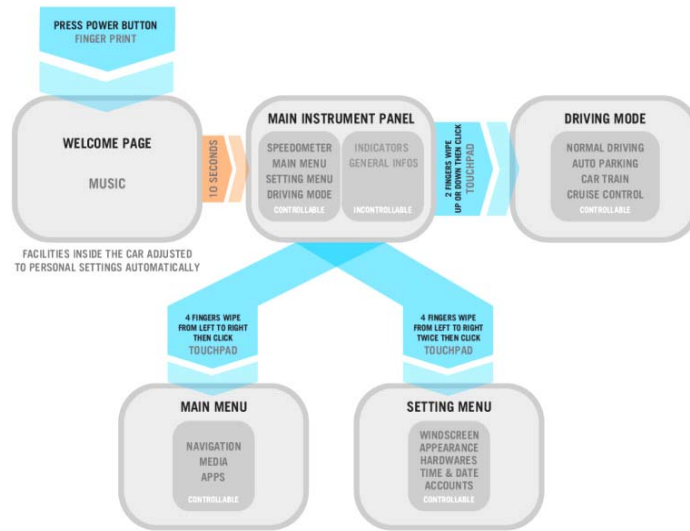 PRESS POWER BUTTON
FINGER PRINT
WELCOME PAGE
MUSIC
FACILITIES INSIDE THE CAR ADJUSTED
TO PERSONAL SETTINGS AUTOMATICALLY
10 SECONDS
MAIN INSTRUMENT PANEL
SPEEDOMETER
MAIN MENU
SETTING MENU
DRIVING MODE
CONTROLLABLE
INDICATORS
GENERAL INFOS
INCONTROLLABLE
2 FINGERS WIPE
UP OR DOWN THEN CLICK
TOUCHPAD
DRIVING MODE
NORMAL DRIVING
AUTO PARKING
CAR TRAIN
CRUISE CONTROL
CONTROLLABLE
4 FINGERS WIPE
FROM LEFT TO RIGHT
THEN CLICK
TOUCHPAD
4 FINGERS WIPE
FROM LEFT TO RIGHT
TWICE THEN CLICK
TOUCHPAD
MAIN MENU
NAVIGATION
MEDIA
APPS
CONTROLLABLE
SETTING MENU
WINDSCREEN
APPEARANCE
HARDWARES
TIME & DATE
ACCOUNTS
CONTROLLABLE